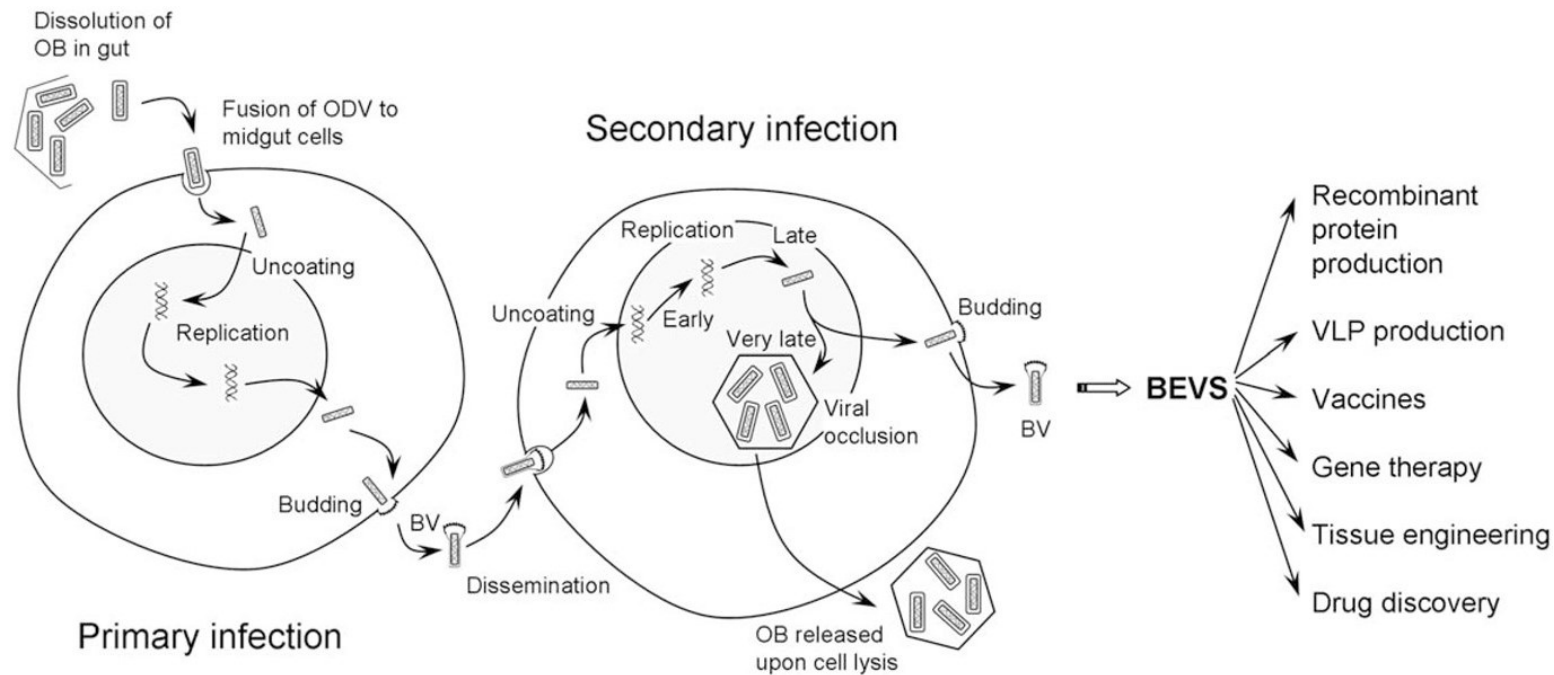 Dissolution of
OB in gut
Fusion of ODV to
midgut cells
Uncoating
Replication
Budding
BV
Dissemination
Primary infection
Secondary infection
Replication
Late
Uncoating
Early
Very late
Viral
occlusion
Budding
BV
OB released
upon cell lysis
BEVS
Recombinant
protein
production
VLP production
Vaccines
Gene therapy
Tissue engineering
Drug discovery